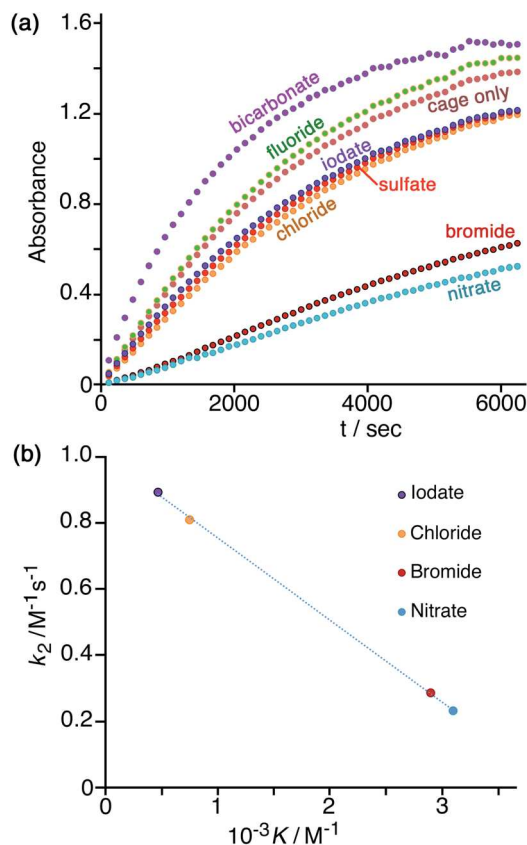 (a)
1.6
1.2
0.8
0.4
0
Absorbance
bicarbonate
fluoride
cage only
iodate
sulfate
chloride
bromide
nitrate
0 2000 4000 6000
t / sec
(b)
1.0
0.8
0.6
0.4
0.2
0
k₂ /M⁻¹s⁻¹
Iodate
Chloride
Bromide
Nitrate
0 1 2 3
10⁻³K / M⁻¹